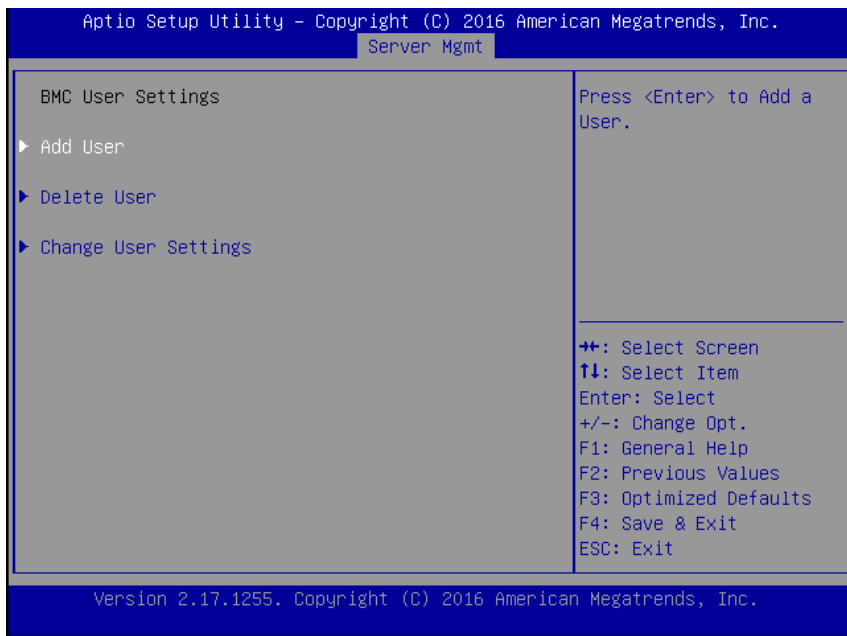 Aptio Setup Utility – Copyright (C) 2016 American Megatrends, Inc.
Server Mgmt
BMC User Settings
Add User
Delete User
Change User Settings
Press <Enter> to Add a
User.
→←: Select Screen
↑↓: Select Item
Enter: Select
+/-: Change Opt.
F1: General Help
F2: Previous Values
F3: Optimized Defaults
F4: Save & Exit
ESC: Exit
Version 2.17.1255. Copyright (C) 2016 American Megatrends, Inc.